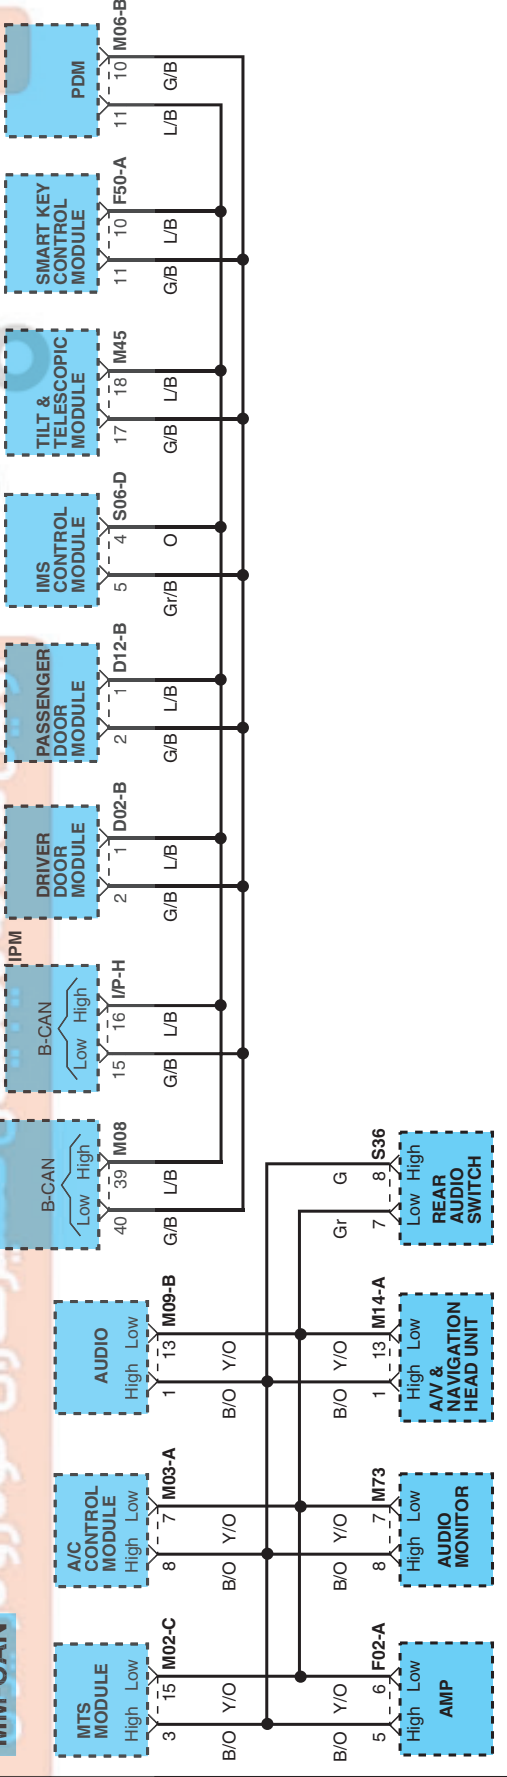 MTS
MODULE
High Low
3 15 M02-C
B/O Y/O
A/C
CONTROL
MODULE
High Low
8 7 M03-A
B/O Y/O
AUDIO
High Low
1 13 M09-B
B/O Y/O
B-CAN
Low High
40 39 M08
G/B L/B
IPM
B-CAN
Low High
15 16 I/P-H
G/B L/B
DRIVER
DOOR
MODULE
2 1 D02-B
G/B L/B
PASSENGER
DOOR
MODULE
2 1 D12-B
G/B L/B
IMS
CONTROL
MODULE
5 4 S06-D
Gr/B O
TILT &
TELESCOPIC
MODULE
17 18 M45
G/B L/B
SMART KEY
CONTROL
MODULE
11 10 F50-A
G/B L/B
PDM
11 10 M06-B
L/B G/B
B/O Y/O
5 6 F02-A
High Low
AMP
B/O Y/O
8 7 M73
High Low
AUDIO
MONITOR
B/O Y/O
1 13 M14-A
High Low
A/V &
NAVIGATION
HEAD UNIT
Gr G
7 8 S36
Low High
REAR
AUDIO
SWITCH